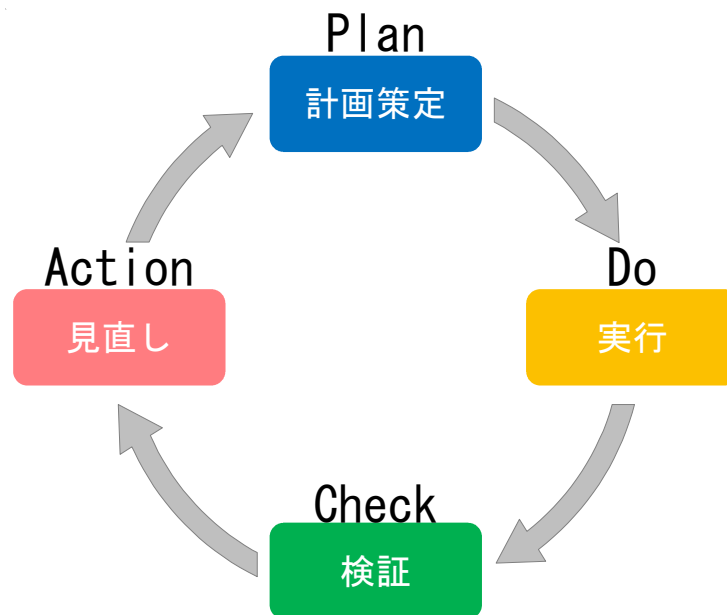 Plan
計画策定
Do
実行
Check
検証
Action
見直し